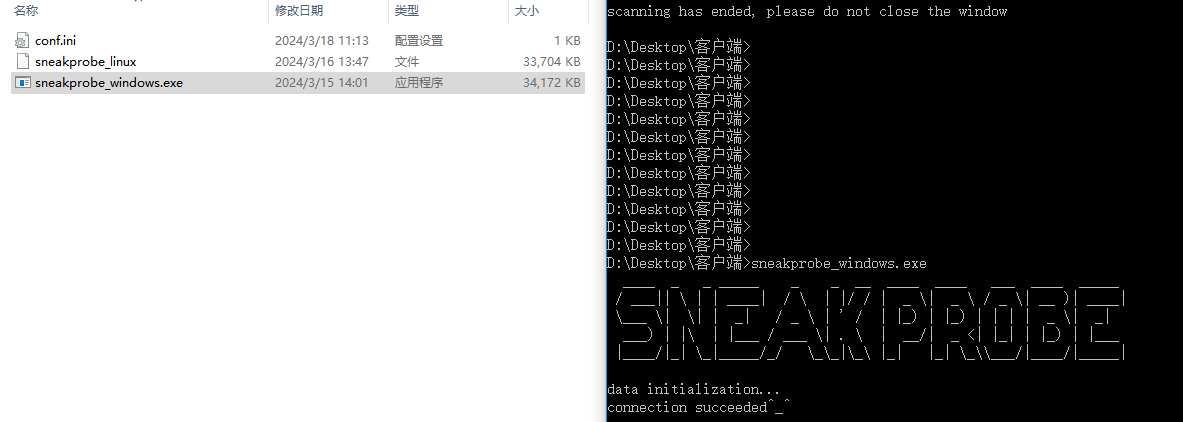 名称 修改日期 类型 大小
conf.ini 2024/3/18 11:13 配置设置 1 KB
sneakprobe_linux 2024/3/16 13:47 文件 33,704 KB
sneakprobe_windows.exe 2024/3/15 14:01 应用程序 34,172 KB
scanning has ended, please do not close the window
D:\Desktop\客户端>
D:\Desktop\客户端>
D:\Desktop\客户端>
D:\Desktop\客户端>
D:\Desktop\客户端>
D:\Desktop\客户端>
D:\Desktop\客户端>
D:\Desktop\客户端>
D:\Desktop\客户端>
D:\Desktop\客户端>
D:\Desktop\客户端>
D:\Desktop\客户端>
D:\Desktop\客户端>sneakprobe_windows.exe
SNEAK PROBE
data initialization...
connection succeeded^_^